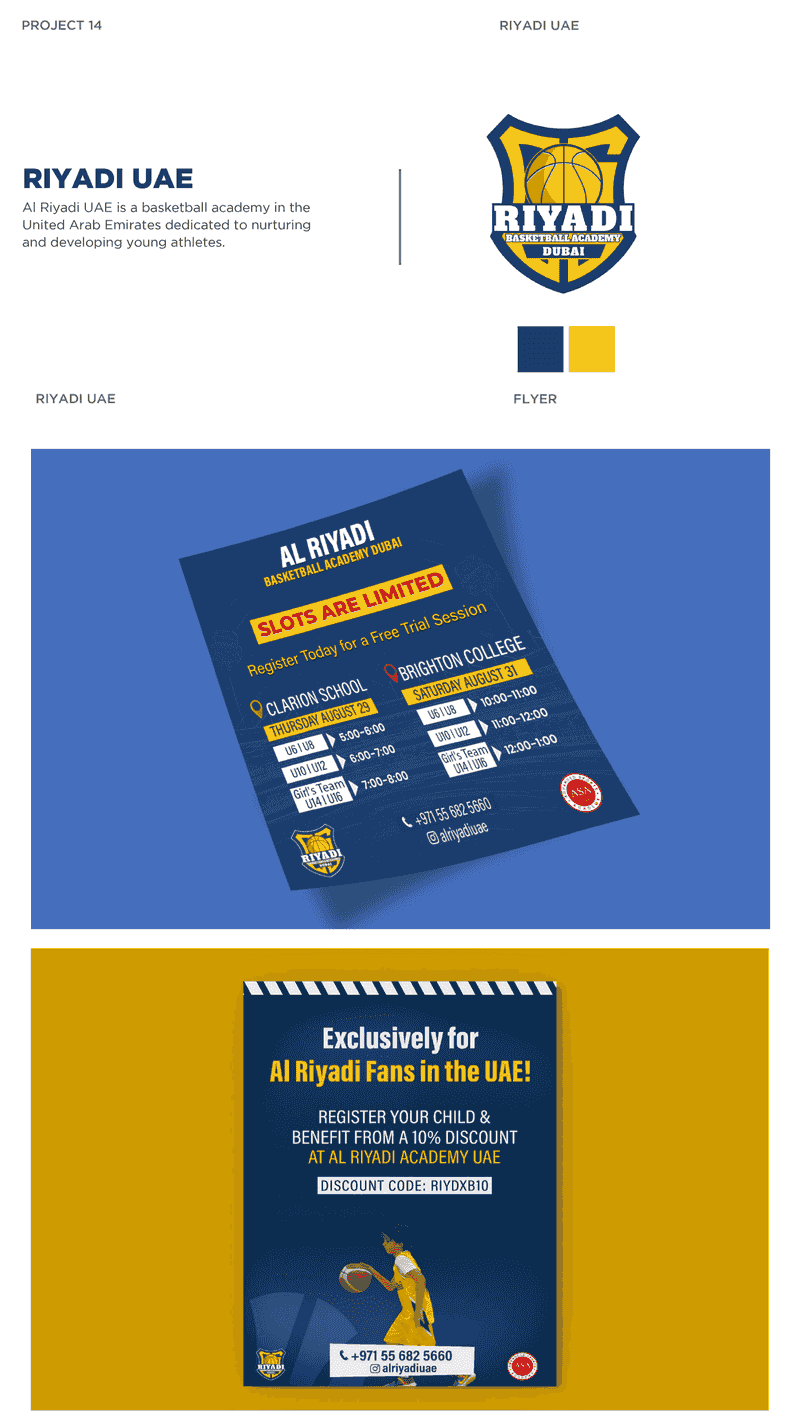 PROJECT 14
RIYADI UAE
RIYADI UAE
Al Riyadi UAE is a basketball academy in the
United Arab Emirates dedicated to nurturing
and developing young athletes.
RIYADI
BASKETBALL ACADEMY
DUBAI
RIYADI UAE
FLYER
AL RIYADI
BASKETBALL ACADEMY DUBAI
SLOTS ARE LIMITED
Register Today for a Free Trial Session
CLARION SCHOOL
THURSDAY AUGUST 29
U6 | U8
5:00-6:00
U10 | U12
6:00-7:00
Girl's Team
U14 | U16
7:00-8:00
BRIGHTON COLLEGE
SATURDAY AUGUST 31
U6 | U8
10:00-11:00
U10 | U12
11:00-12:00
Girl's Team
U14 | U16
12:00-1:00
+971 55 682 5660
alriyadiuae
RIYADI
DUBAI
ASA
Exclusively for
Al Riyadi Fans in the UAE!
REGISTER YOUR CHILD &
BENEFIT FROM A 10% DISCOUNT
AT AL RIYADI ACADEMY UAE
DISCOUNT CODE: RIYDXB10
+971 55 682 5660
alriyadiuae
RIYADI
ASA